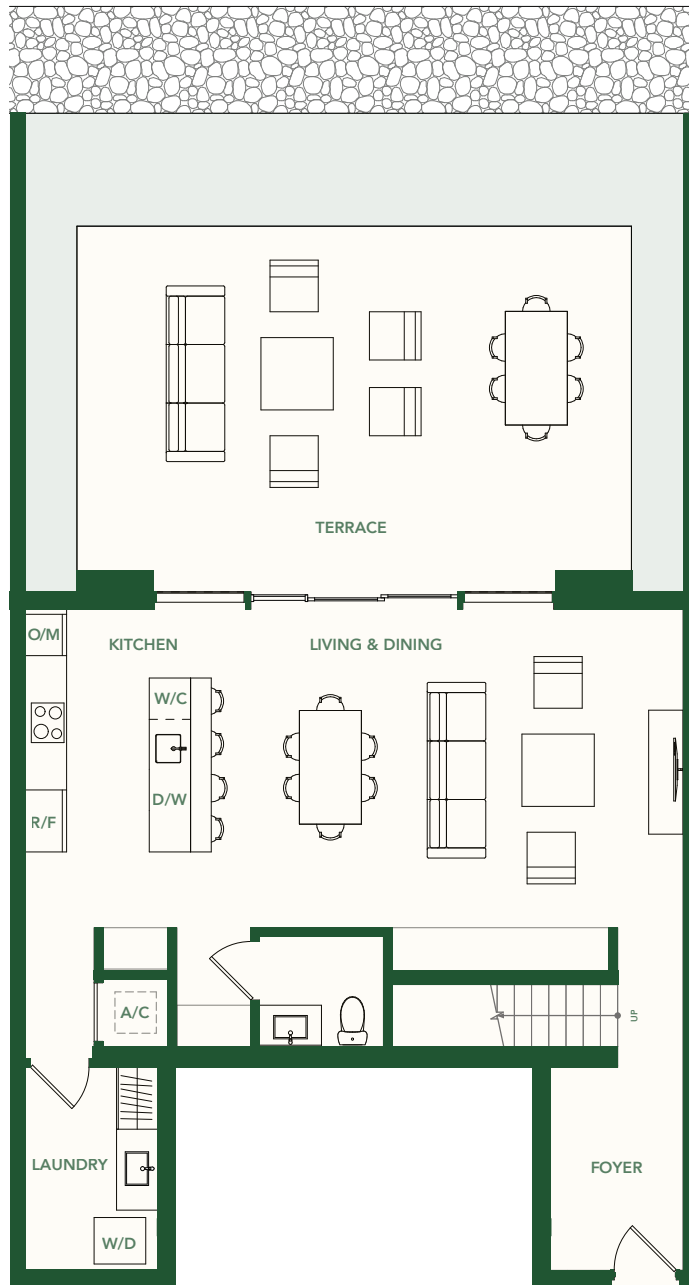 TERRACE
O/M
KITCHEN
LIVING & DINING
W/C
D/W
R/F
A/C
UP
LAUNDRY
FOYER
W/D